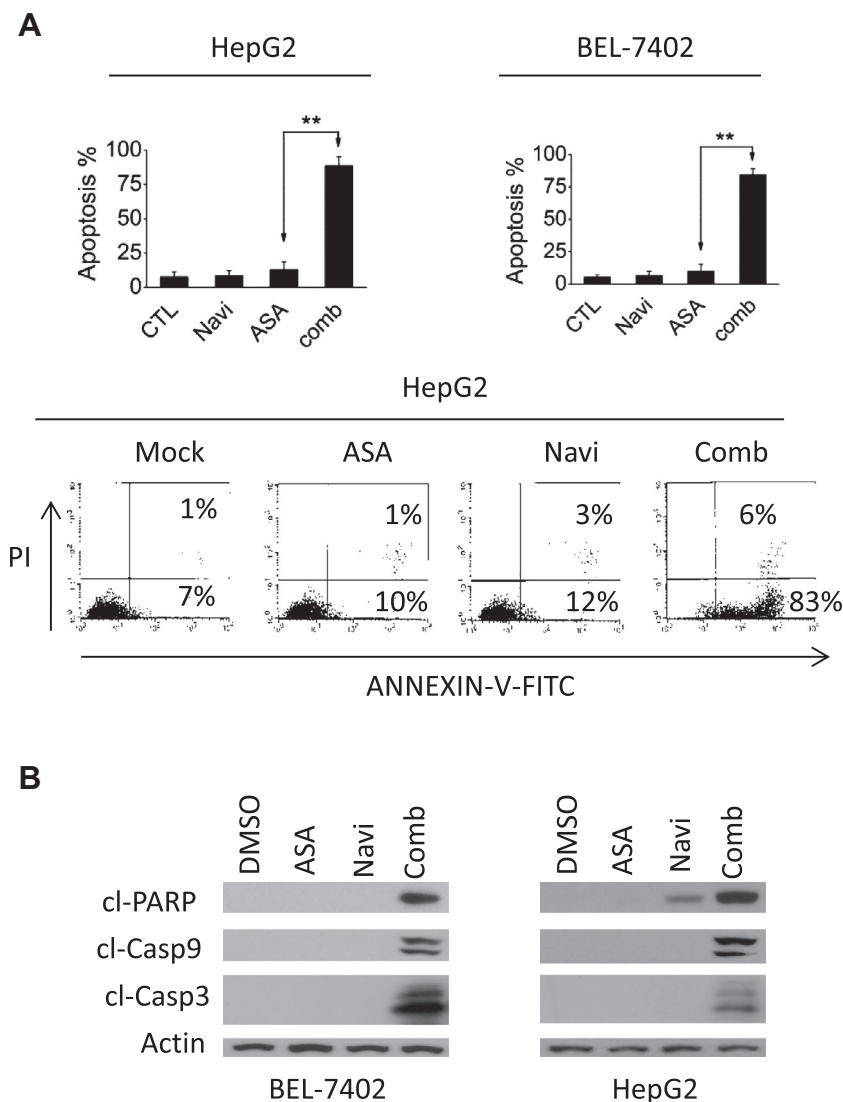 A
HepG2
BEL-7402
Apoptosis %
100
75
50
25
0
CTL
Navi
ASA
comb
**
Apoptosis %
100
75
50
25
0
CTL
Navi
ASA
comb
**
HepG2
Mock
ASA
Navi
Comb
PI
1%
7%
1%
10%
3%
12%
6%
83%
ANNEXIN-V-FITC
B
DMSO
ASA
Navi
Comb
DMSO
ASA
Navi
Comb
cl-PARP
cl-Casp9
cl-Casp3
Actin
BEL-7402
HepG2